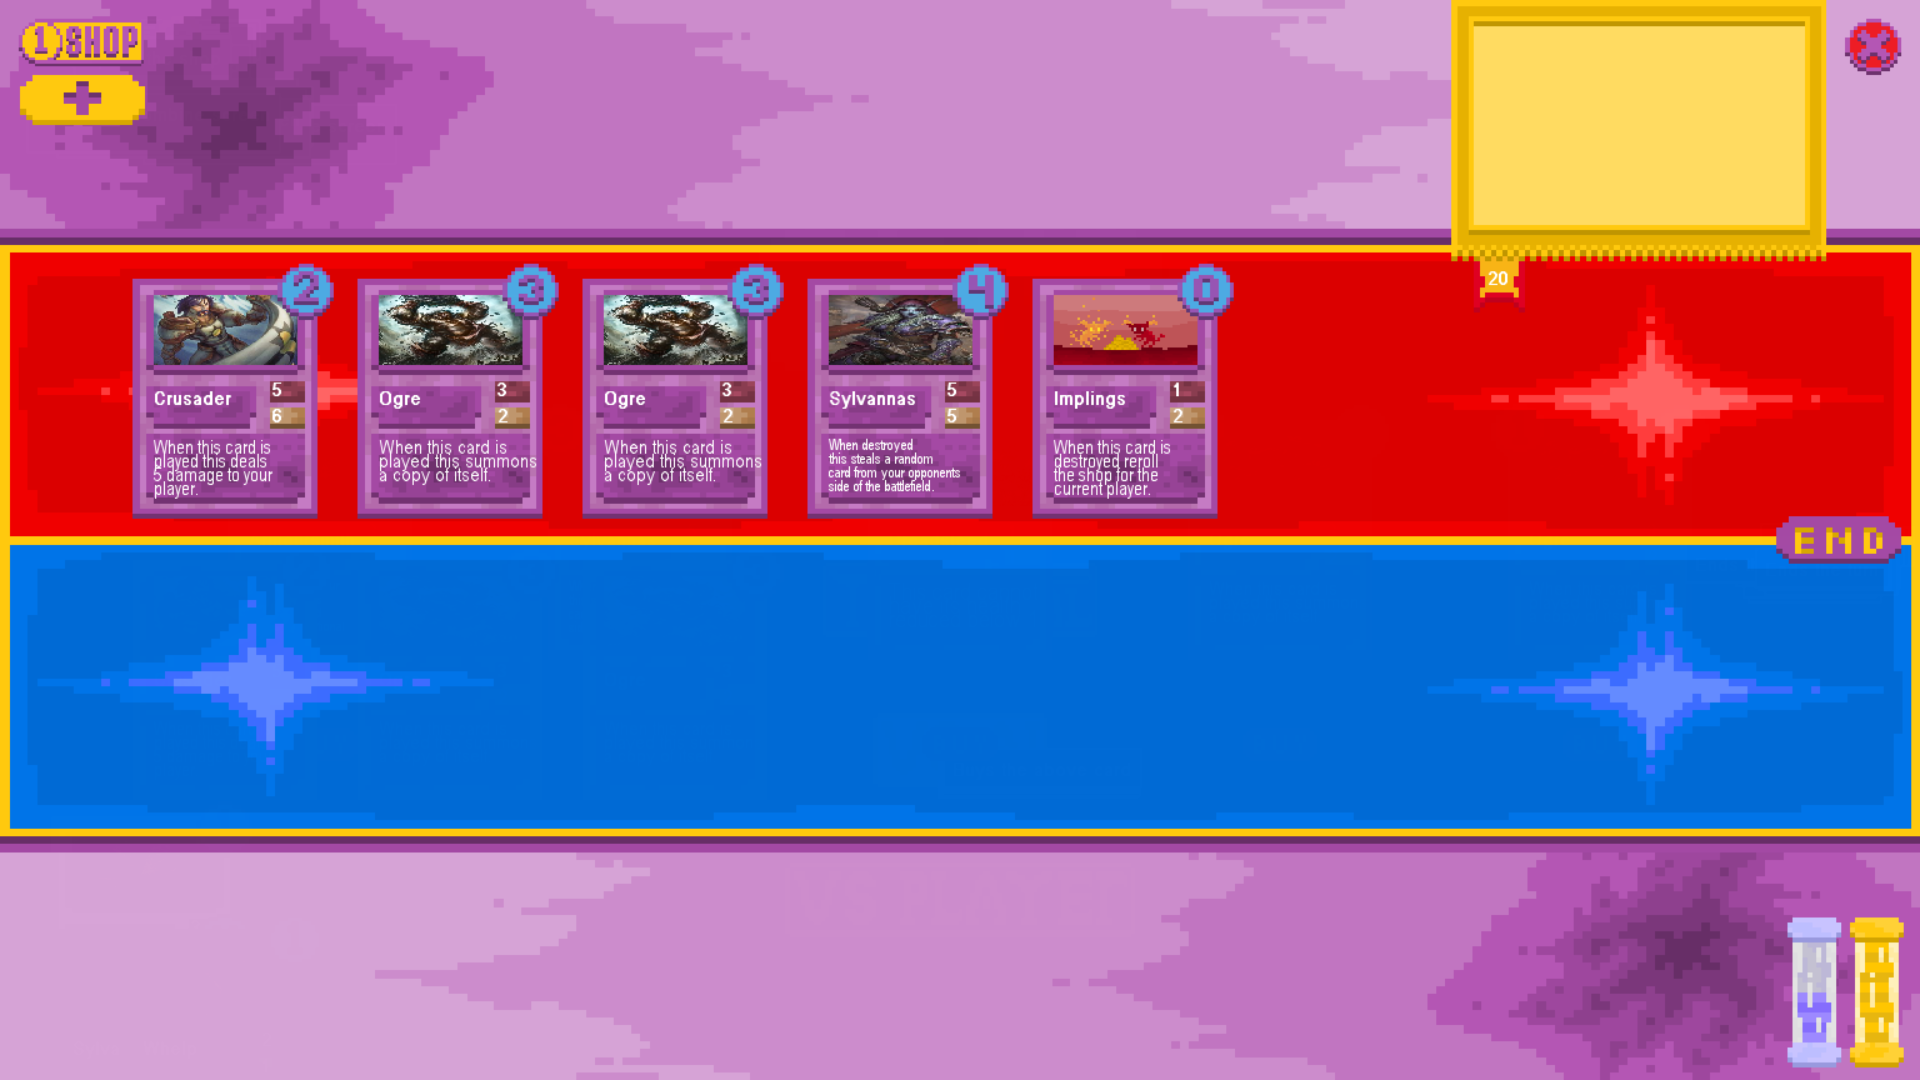 1 SHOP
+
20
2
3
3
4
0
Crusader
5
6
When this card is
played this deals
5 damage to your
player.
Ogre
3
2
When this card is
played this summons
a copy of itself.
Ogre
3
2
When this card is
played this summons
a copy of itself.
Sylvannas
5
5
When destroyed
this steals a random
card from your opponents
side of the battlefield.
Implings
1
2
When this card is
destroyed reroll
the shop for the
current player.
END